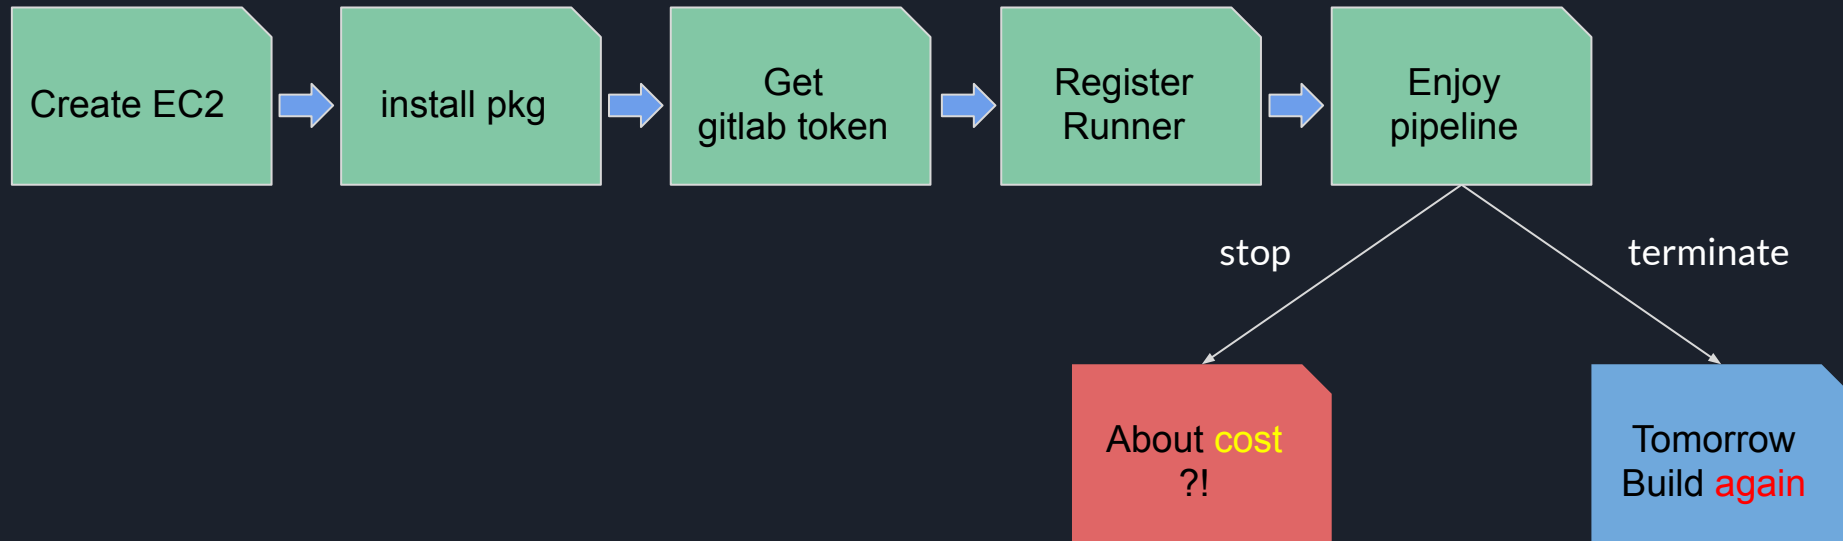 Create EC2
install pkg
Get
gitlab token
Register
Runner
Enjoy
pipeline
stop
terminate
About cost
?!
Tomorrow
Build again